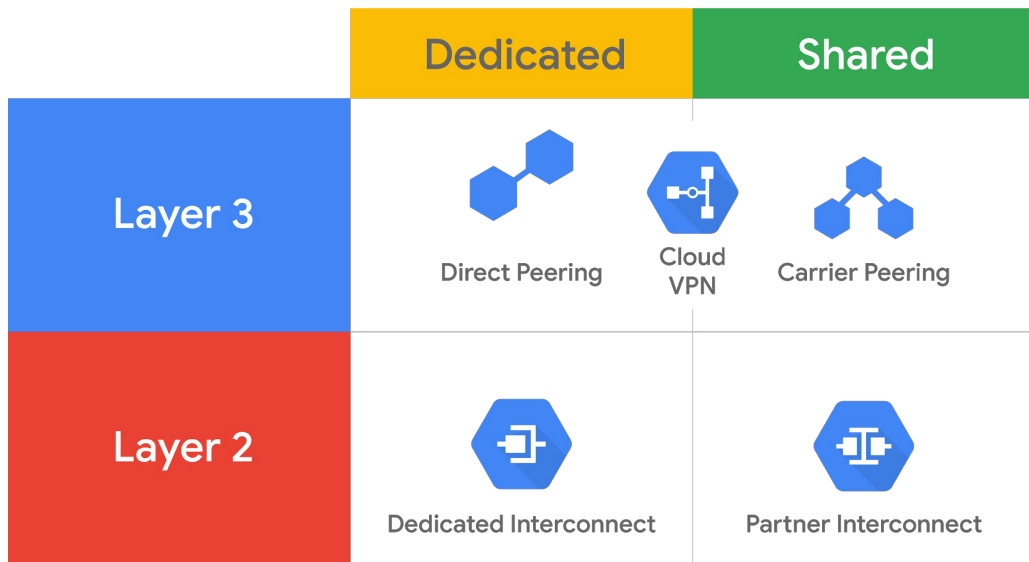 Dedicated
Shared
Layer 3
Direct Peering
Cloud
VPN
Carrier Peering
Layer 2
Dedicated Interconnect
Partner Interconnect